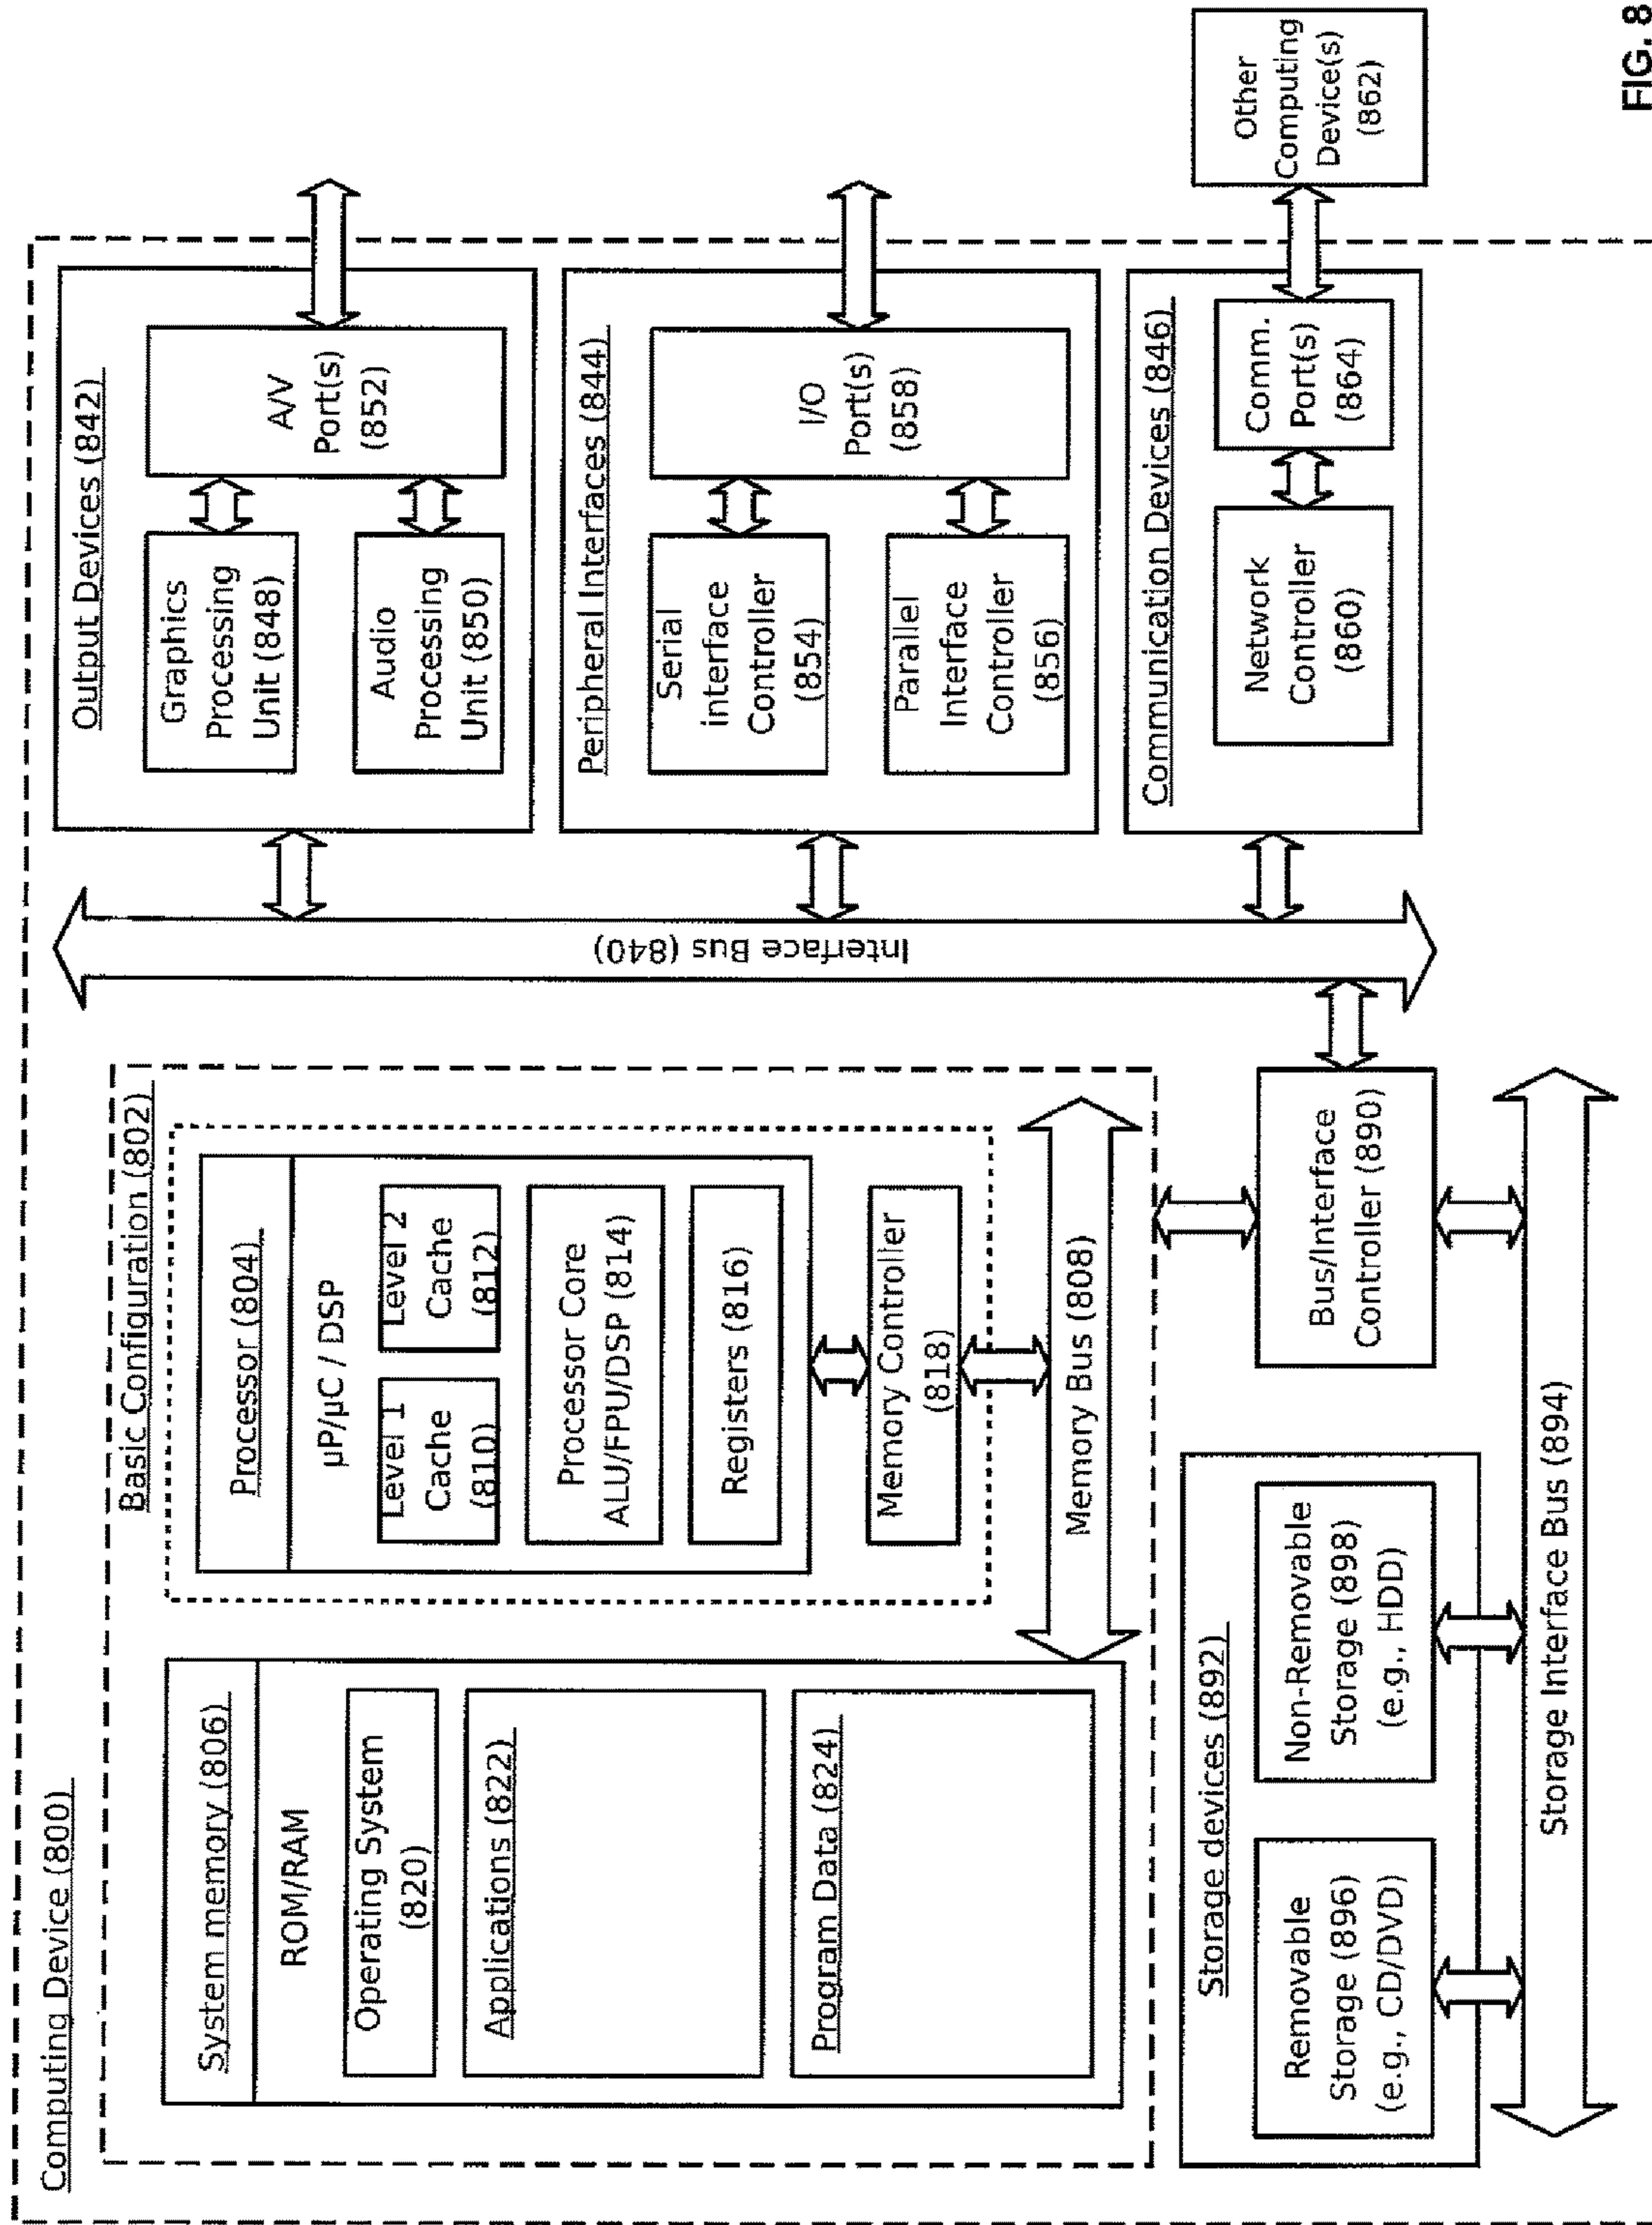 Computing Device (800)
Basic Configuration (802)
System memory (806)
ROM/RAM
Operating System
(820)
Applications (822)
Program Data (824)
Processor (804)
µP/µC / DSP
Level 1
Cache
(810)
Level 2
Cache
(812)
Processor Core
ALU/FPU/DSP (814)
Registers (816)
Memory Controller
(818)
Memory Bus (808)
Storage devices (892)
Removable
Storage (896)
(e.g., CD/DVD)
Non-Removable
Storage (898)
(e.g., HDD)
Bus/Interface
Controller (890)
Storage Interface Bus (894)
Interface Bus (840)
Output Devices (842)
Graphics
Processing
Unit (848)
Audio
Processing
Unit (850)
A/V
Port(s)
(852)
Peripheral Interfaces (844)
Serial
interface
Controller
(854)
Parallel
Interface
Controller
(856)
I/O
Port(s)
(858)
Communication Devices (846)
Network
Controller
(860)
Comm.
Port(s)
(864)
Other
Computing
Device(s)
(862)
FIG. 8